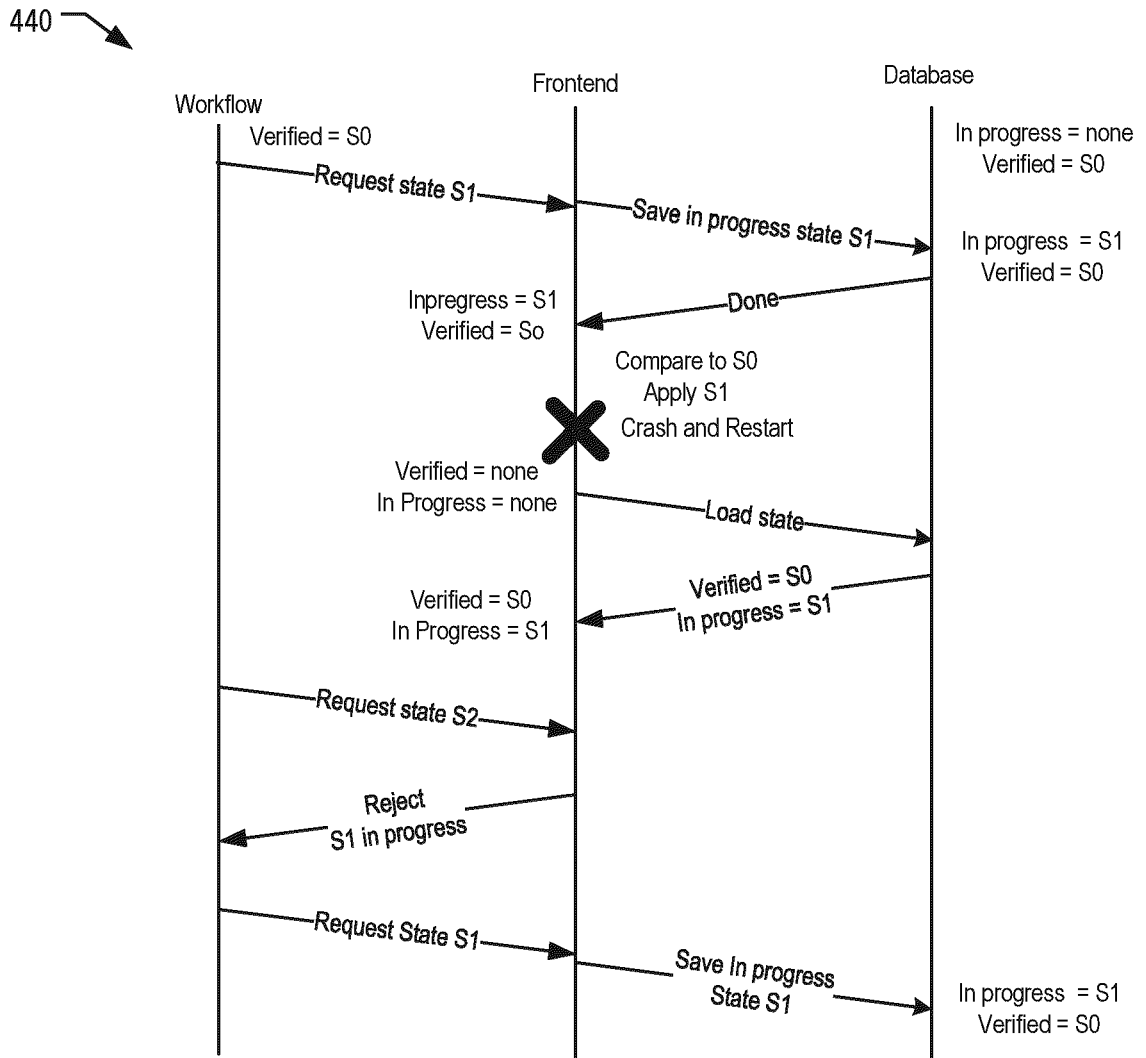 440
Workflow
Frontend
Database
Verified = S0
In progress = none
Verified = S0
Request state S1
Save in progress state S1
In progress = S1
Verified = S0
Done
Inpregress = S1
Verified = So
Compare to S0
Apply S1
Crash and Restart
Verified = none
In Progress = none
Load state
Verified = S0
In progress = S1
Verified = S0
In Progress = S1
Request state S2
Reject
S1 in progress
Request State S1
Save In progress
State S1
In progress = S1
Verified = S0